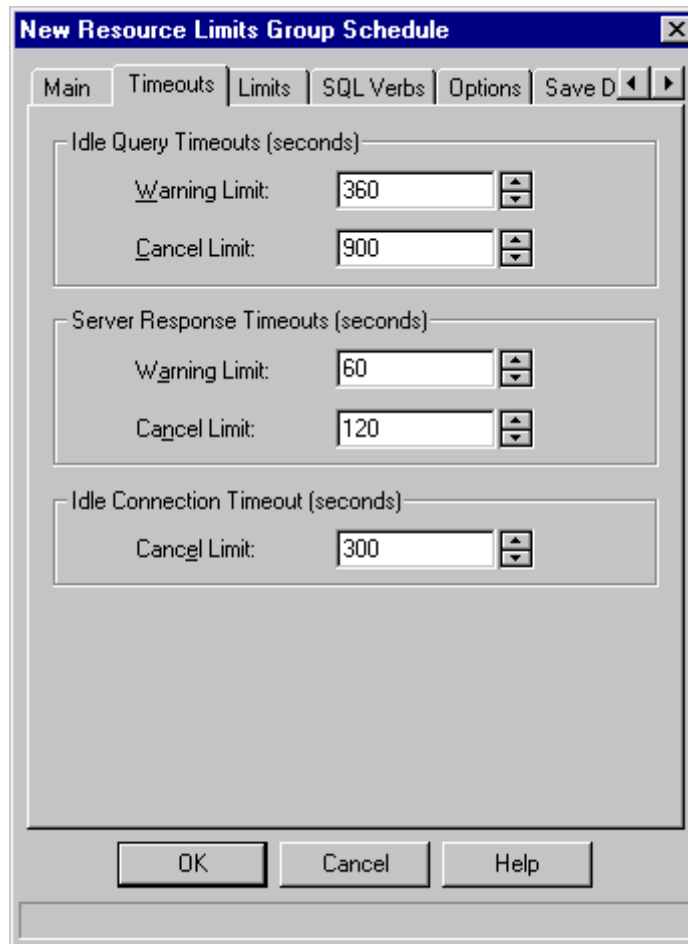 New Resource Limits Group Schedule
Main Timeouts Limits SQL Verbs Options Save D
Idle Query Timeouts (seconds)
Warning Limit: 360
Cancel Limit: 900
Server Response Timeouts (seconds)
Warning Limit: 60
Cancel Limit: 120
Idle Connection Timeout (seconds)
Cancel Limit: 300
OK Cancel Help